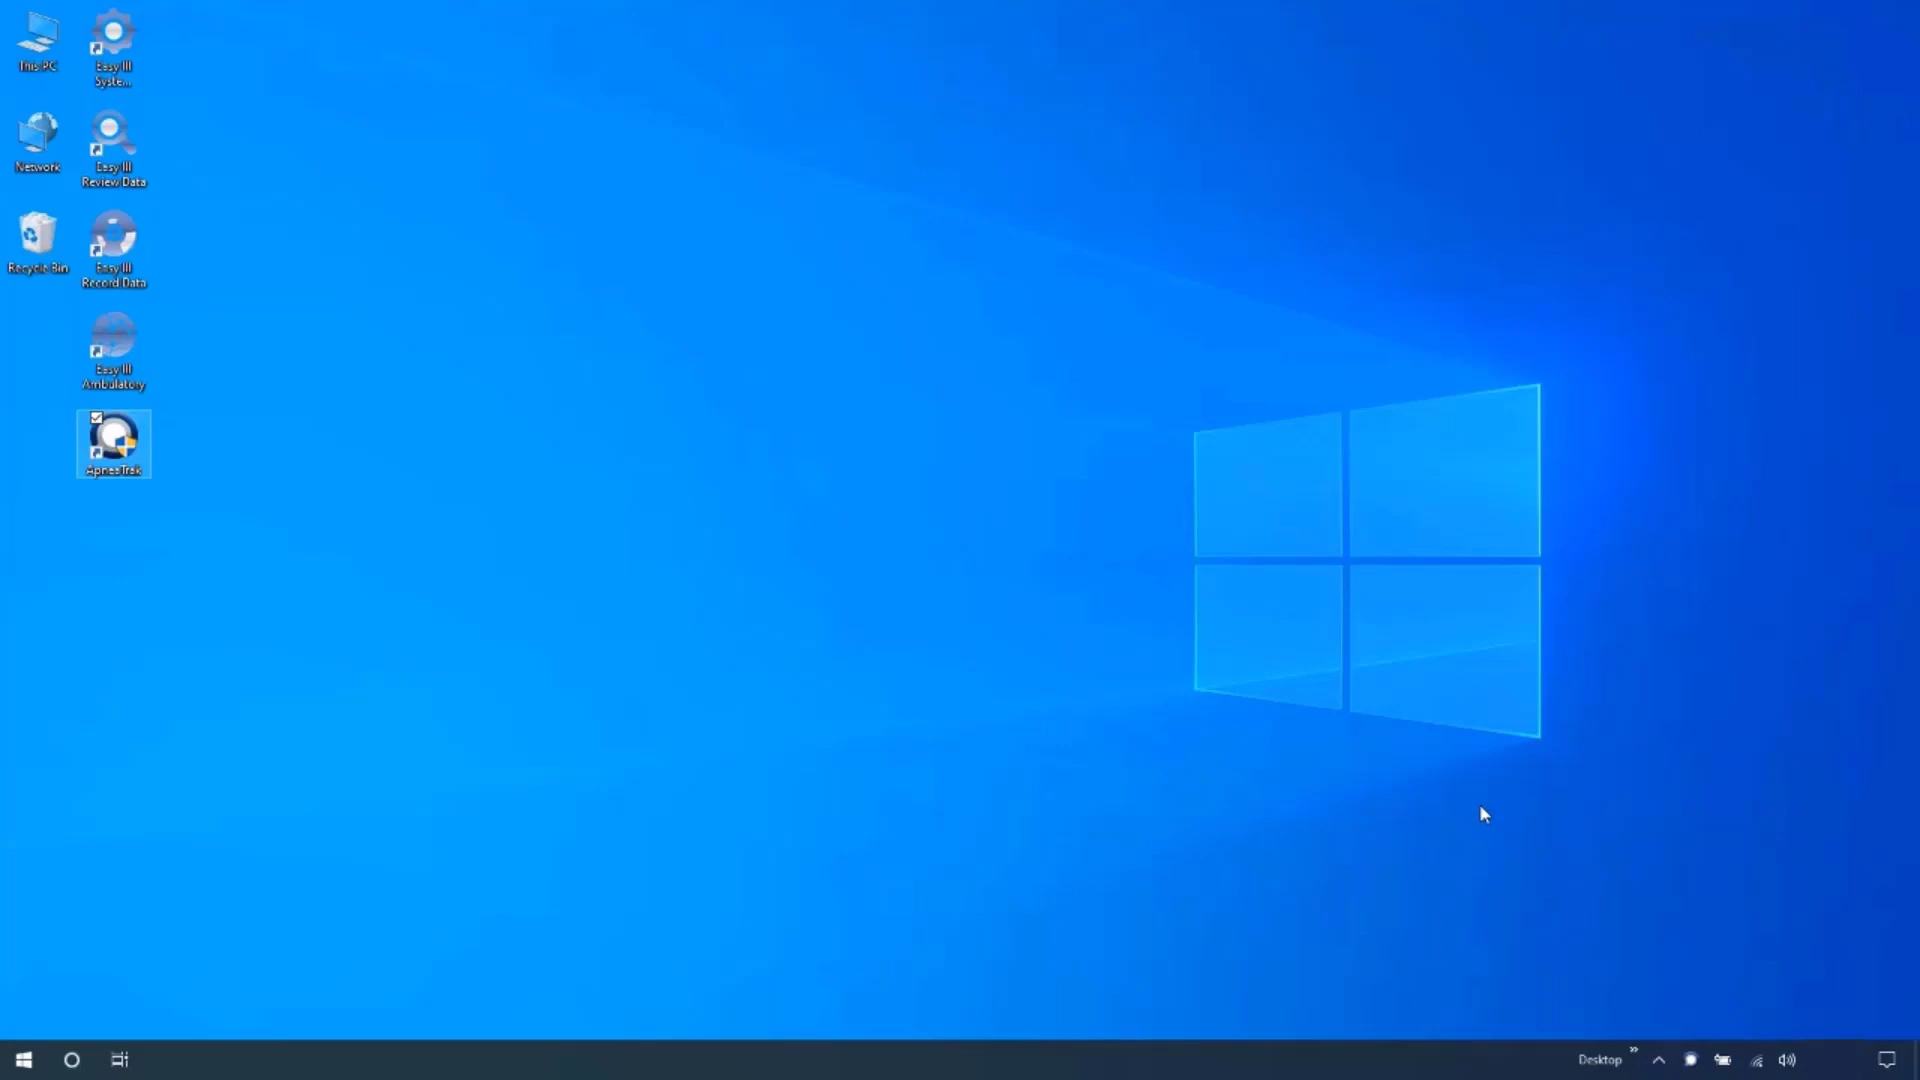 This PC
Easy III
Syste...
Network
Easy III
Review Data
Recycle Bin
Easy III
Record Data
Easy III
Ambulatory
ApneaTrak
Desktop